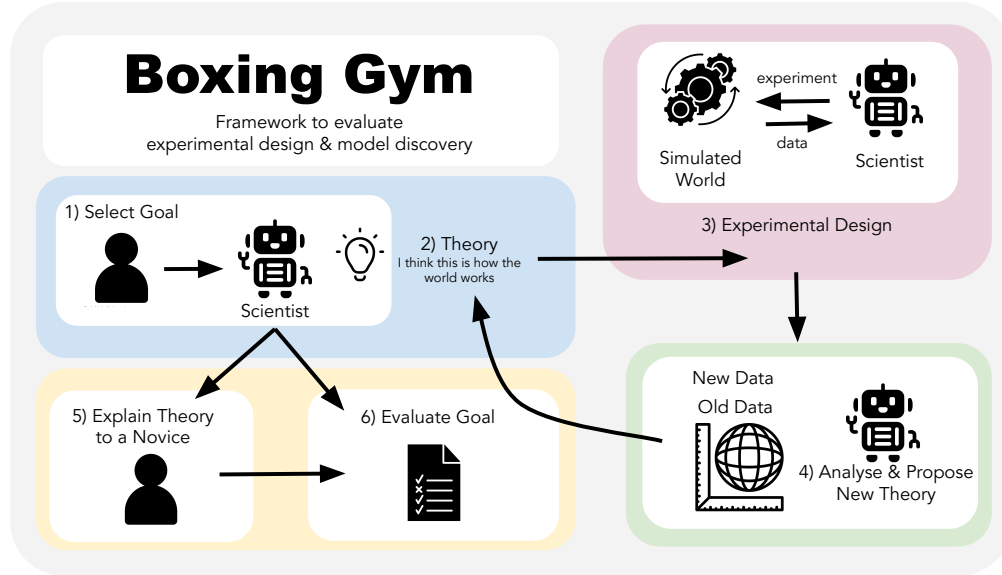 Boxing Gym
Framework to evaluate
experimental design & model discovery
1) Select Goal
Scientist
2) Theory
I think this is how the
world works
experiment
data
Simulated
World
Scientist
3) Experimental Design
New Data
Old Data
4) Analyse & Propose
New Theory
5) Explain Theory
to a Novice
6) Evaluate Goal